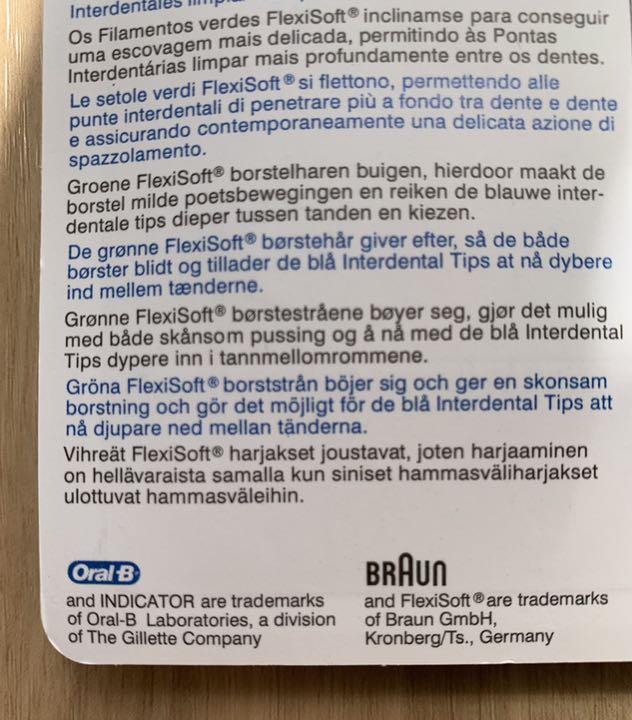 Interdentales
Os Filamentos verdes FlexiSoft® inclinamse para conseguir
uma escovagem mais delicada, permitindo às Pontas
Interdentárias limpar mais profundamente entre os dentes.
Le setole verdi FlexiSoft® si flettono, permettendo alle
punte interdentali di penetrare più a fondo tra dente e dente
e assicurando contemporaneamente una delicata azione di
spazzolamento.
Groene FlexiSoft® borstelharen buigen, hierdoor maakt de
borstel milde poetsbewegingen en reiken de blauwe inter-
dentale tips dieper tussen tanden en kiezen.
De grønne FlexiSoft® børstehår giver efter, så de både
børster blidt og tillader de blå Interdental Tips at nå dybere
ind mellem tænderne.
Grønne FlexiSoft® børstestråene bøyer seg, gjør det mulig
med både skånsom pussing og å nå med de blå Interdental
Tips dypere inn i tannmellomrommene.
Gröna FlexiSoft® borststrån böjer sig och ger en skonsam
borstning och gör det möjligt för de blå Interdental Tips att
nå djupare ned mellan tänderna.
Vihreät FlexiSoft® harjakset joustavat, joten harjaaminen
on hellävaraista samalla kun siniset hammasväliharjakset
ulottuvat hammasväleihin.
Oral-B
and INDICATOR are trademarks
of Oral-B Laboratories, a division
of The Gillette Company
BRAUN
and FlexiSoft® are trademarks
of Braun GmbH,
Kronberg/Ts., Germany